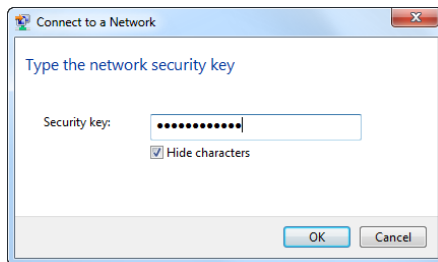 Connect to a Network
Type the network security key
Security key: ••••••••••••
Hide characters
OK Cancel